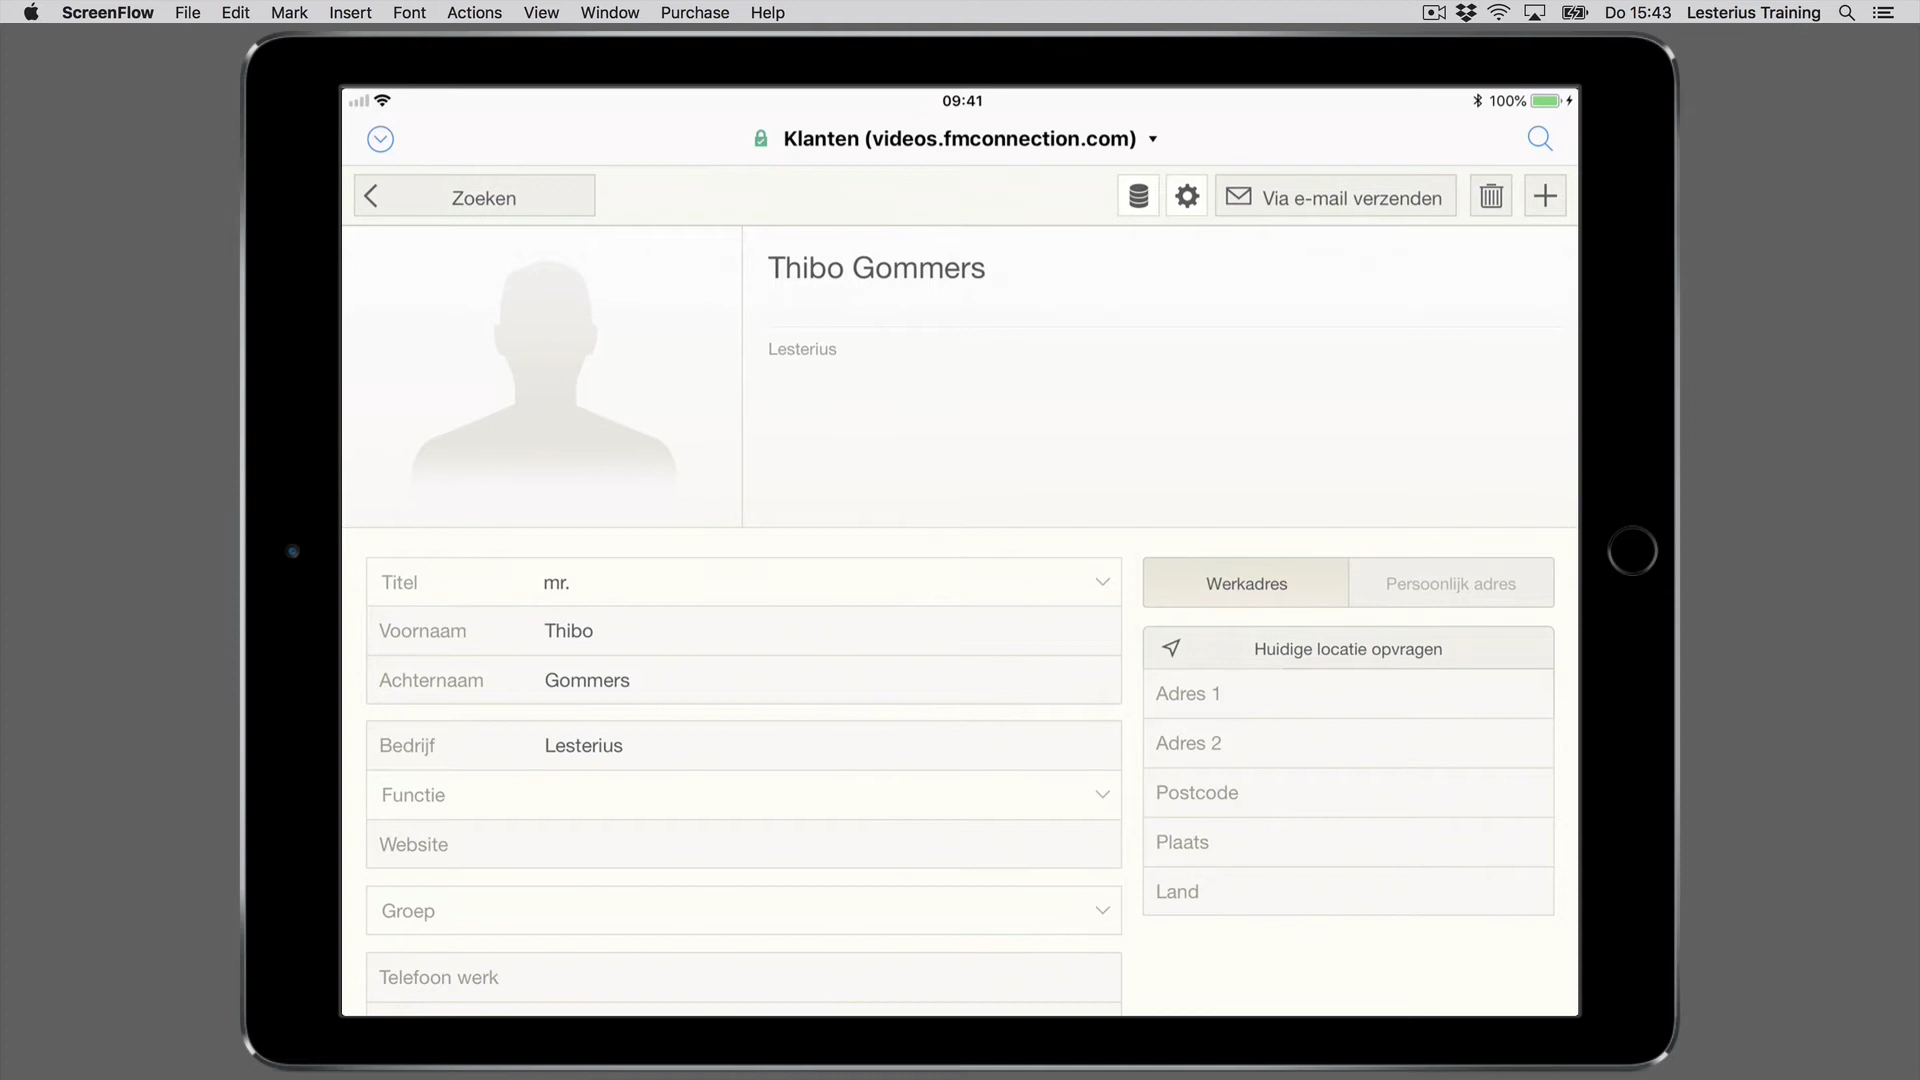 ScreenFlow File Edit Mark Insert Font Actions View Window Purchase Help Do 15:43 Lesterius Training
09:41 100%
Klanten (videos.fmconnection.com)
Zoeken Via e-mail verzenden
Thibo Gommers
Lesterius
Titel mr.
Voornaam Thibo
Achternaam Gommers
Bedrijf Lesterius
Functie
Website
Groep
Telefoon werk
Werkadres Persoonlijk adres
Huidige locatie opvragen
Adres 1
Adres 2
Postcode
Plaats
Land